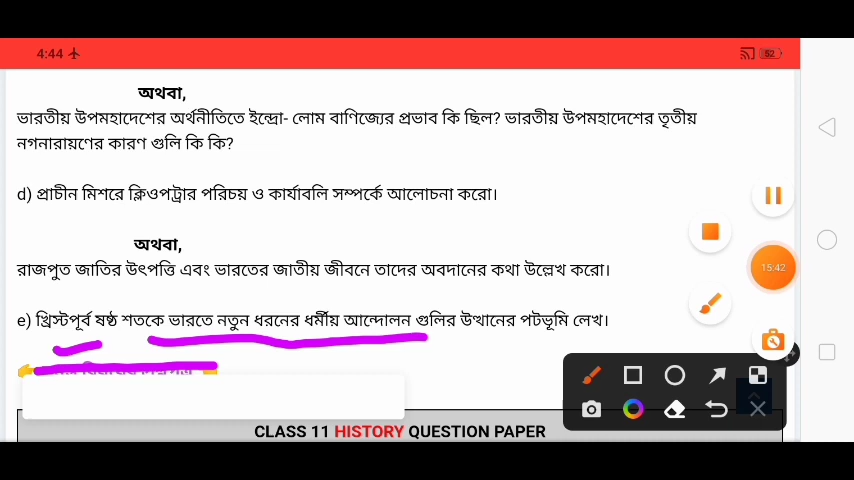 4:44
52
অথবা,
ভারতীয় উপমহাদেশের অর্থনীতিতে ইন্দ্রো- লোম বাণিজ্যের প্রভাব কি ছিল? ভারতীয় উপমহাদেশের তৃতীয়
নগনারায়ণের কারণ গুলি কি কি?
d) প্রাচীন মিশরে ক্লিওপট্রার পরিচয় ও কার্যাবলি সম্পর্কে আলোচনা করো।
অথবা,
রাজপুত জাতির উৎপত্তি এবং ভারতের জাতীয় জীবনে তাদের অবদানের কথা উল্লেখ করো।
15:42
e) খ্রিস্টপূর্ব ষষ্ঠ শতকে ভারতে নতুন ধরনের ধর্মীয় আন্দোলন গুলির উত্থানের পটভূমি লেখ।
CLASS 11 HISTORY QUESTION PAPER